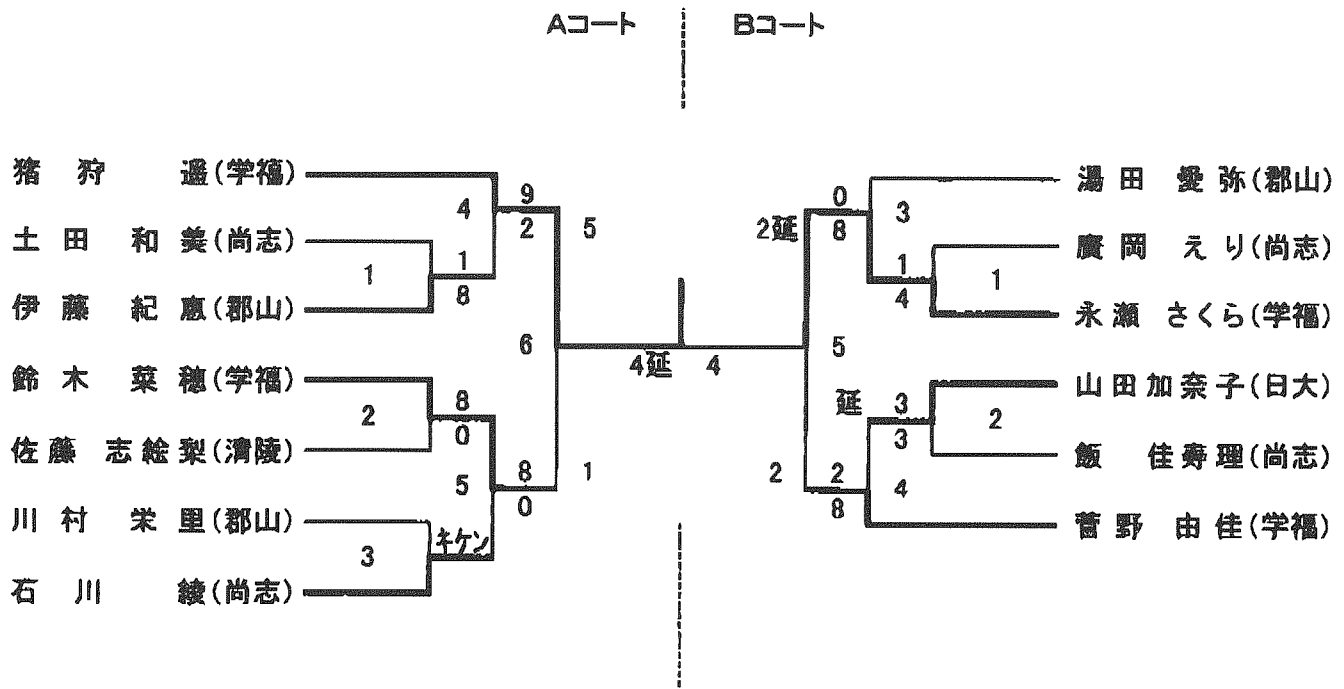 Aコート Bコート
猪狩 遥(学福)
土田 和美(尚志)
伊藤 紀恵(郡山)
鈴木 菜穂(学福)
佐藤 志絵梨(清陵)
川村 栄里(郡山)
石川 綾(尚志)
4
9
2
5
1
1
8
6
2
8
0
5
8
0
1
3
キケン
4延 4
湯田 愛弥(郡山)
廣岡 えり(尚志)
永瀬 さくら(学福)
山田加奈子(日大)
飯 佳寿理(尚志)
菅野 由佳(学福)
2延
0
8
3
1
4
1
5
延
3
3
2
2
2
8
4